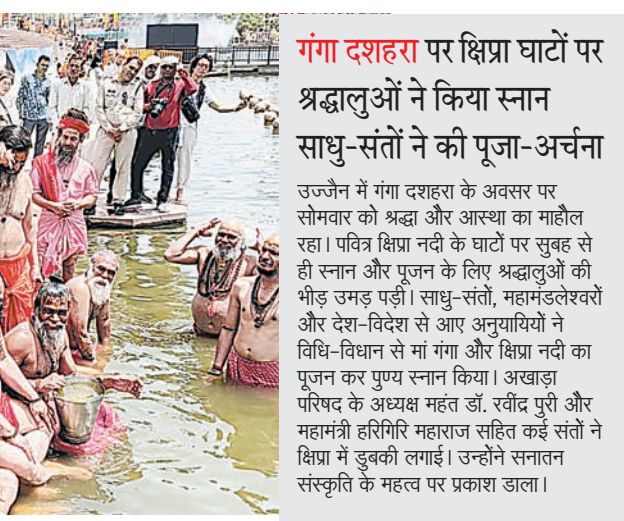 गंगा दशहरा पर क्षिप्रा घाटों पर
श्रद्धालुओं ने किया स्नान
साधु-संतों ने की पूजा-अर्चना
उज्जैन में गंगा दशहरा के अवसर पर
सोमवार को श्रद्धा और आस्था का माहौल
रहा। पवित्र क्षिप्रा नदी के घाटों पर सुबह से
ही स्नान और पूजन के लिए श्रद्धालुओं की
भीड़ उमड़ पड़ी। साधु-संतों, महामंडलेश्वरों
और देश-विदेश से आए अनुयायियों ने
विधि-विधान से मां गंगा और क्षिप्रा नदी का
पूजन कर पुण्य स्नान किया। अखाड़ा
परिषद के अध्यक्ष महंत डॉ. रवींद्र पुरी और
महामंत्री हरिगिरि महाराज सहित कई संतों ने
क्षिप्रा में डुबकी लगाई। उन्होंने सनातन
संस्कृति के महत्व पर प्रकाश डाला।